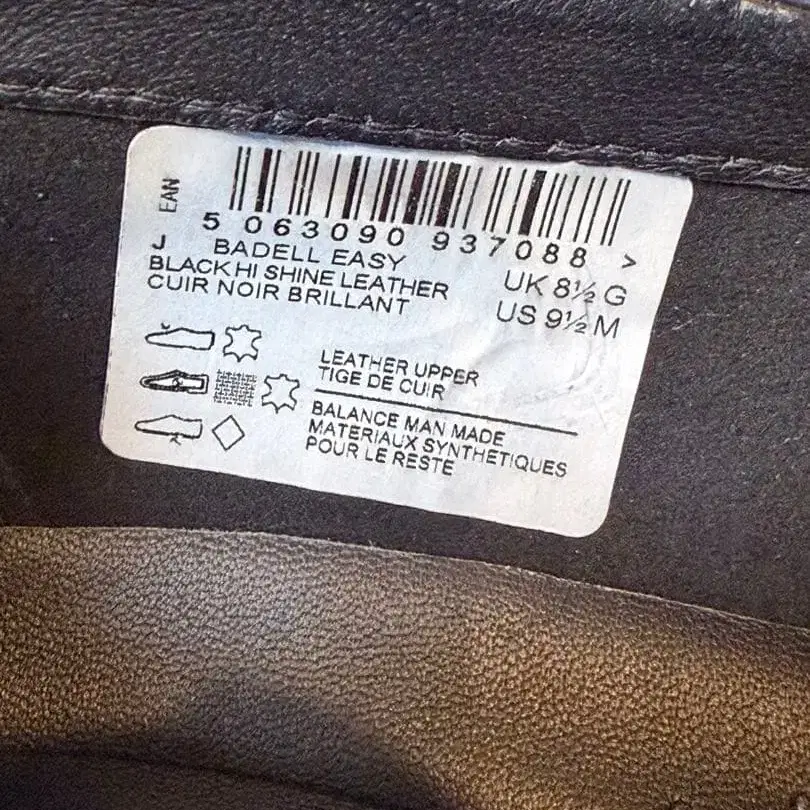 EAN
5 063090 937088 >
J BADELL EASY
BLACK HI SHINE LEATHER
CUIR NOIR BRILLANT
UK 8½ G
US 9½ M
LEATHER UPPER
TIGE DE CUIR
BALANCE MAN MADE
MATERIAUX SYNTHETIQUES
POUR LE RESTE